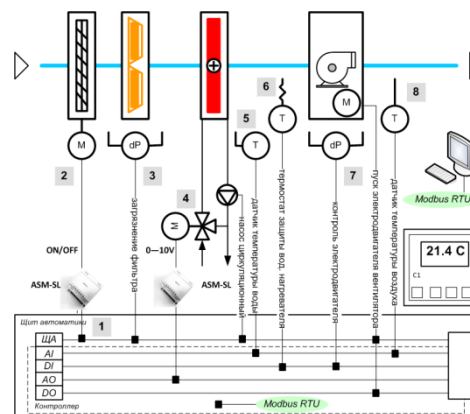 6
8
M
T
T
5
M
dP
T
dP
2
3
7
4
M
Modbus RTU
ON/OFF
0—10V
ASM-SL
ASM-SL
загрязнение фильтра
насос циркуляционный
датчик температуры воды
термостат защиты вод. нагревателя
контроль электродвигателя
пуск электродвигателя вентилятора
датчик температуры воздуха
21.4 C
C1
Щит автоматики
1
ЩА
AI
DI
AO
DO
Контроллер
Modbus RTU